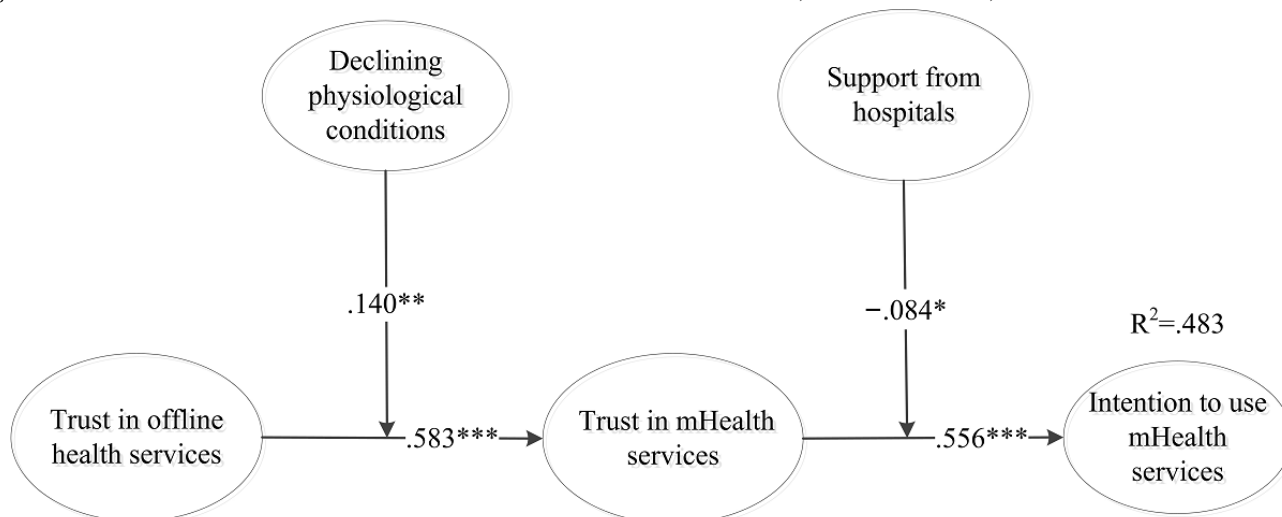 Declining
physiological
conditions
Support from
hospitals
.140**
−.084*
R²=.483
Trust in offline
health services
.583***
Trust in mHealth
services
.556***
Intention to use
mHealth
services